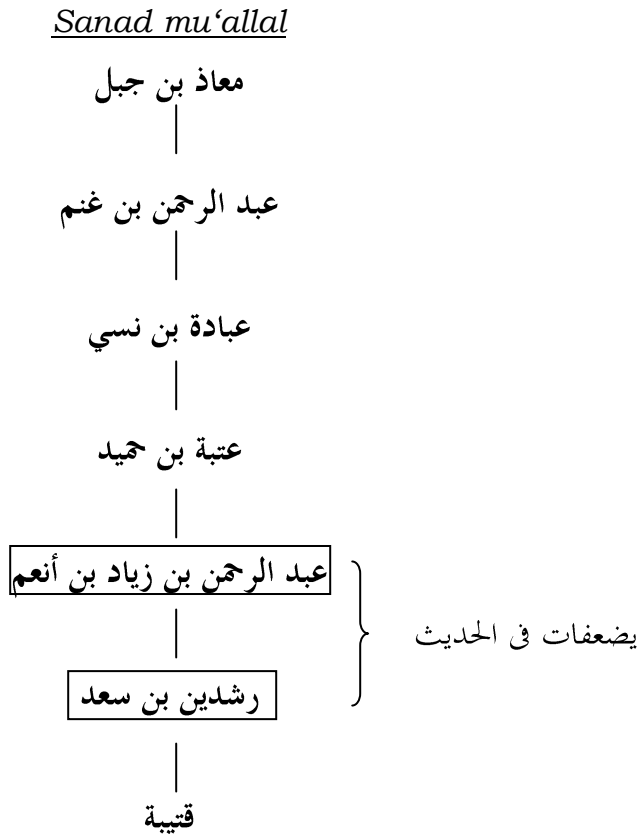 Sanad mu‘allal
معاذ بن جبل
عبد الرحمن بن غنم
عبادة بن نسي
عتبة بن حميد
عبد الرحمن بن زياد بن أنعم
يضعفات فى الحديث
رشدين بن سعد
قتيبة